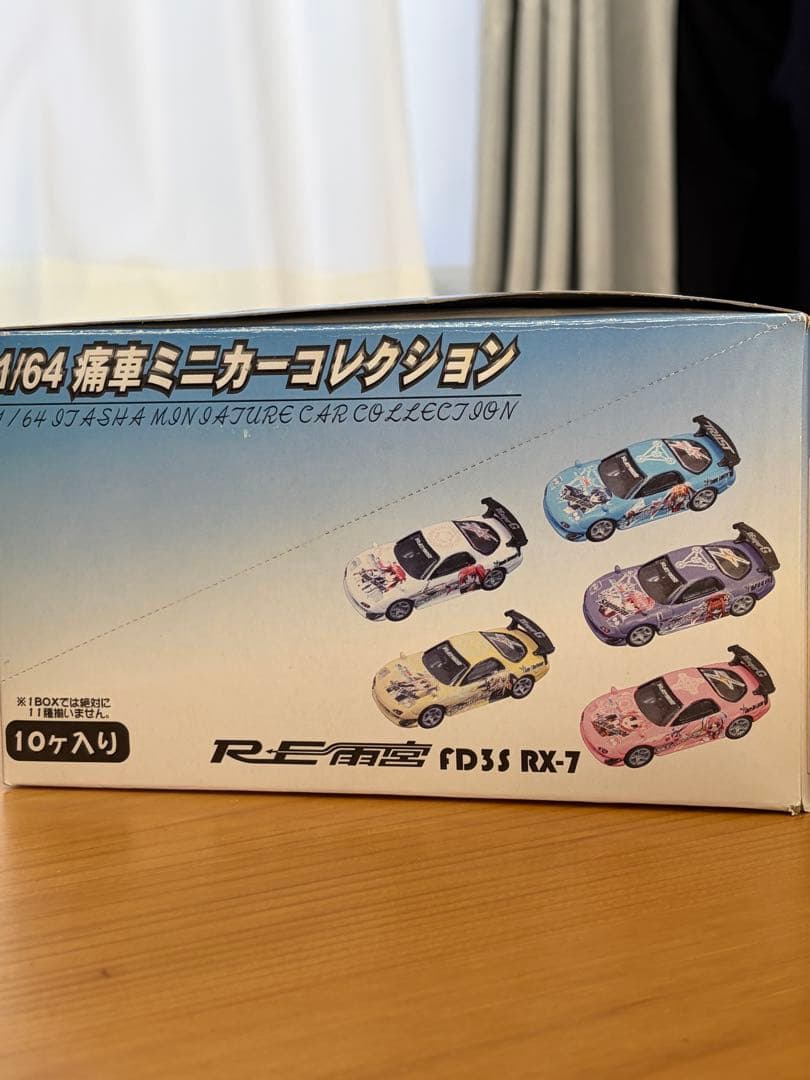 1/64 痛車ミニカーコレクション
1/64 ITASHA MINIATURE CAR COLLECTION
TRUST
※1BOXでは絶対に
11種揃いません。
10ヶ入り
RE雨宮 FD3S RX-7